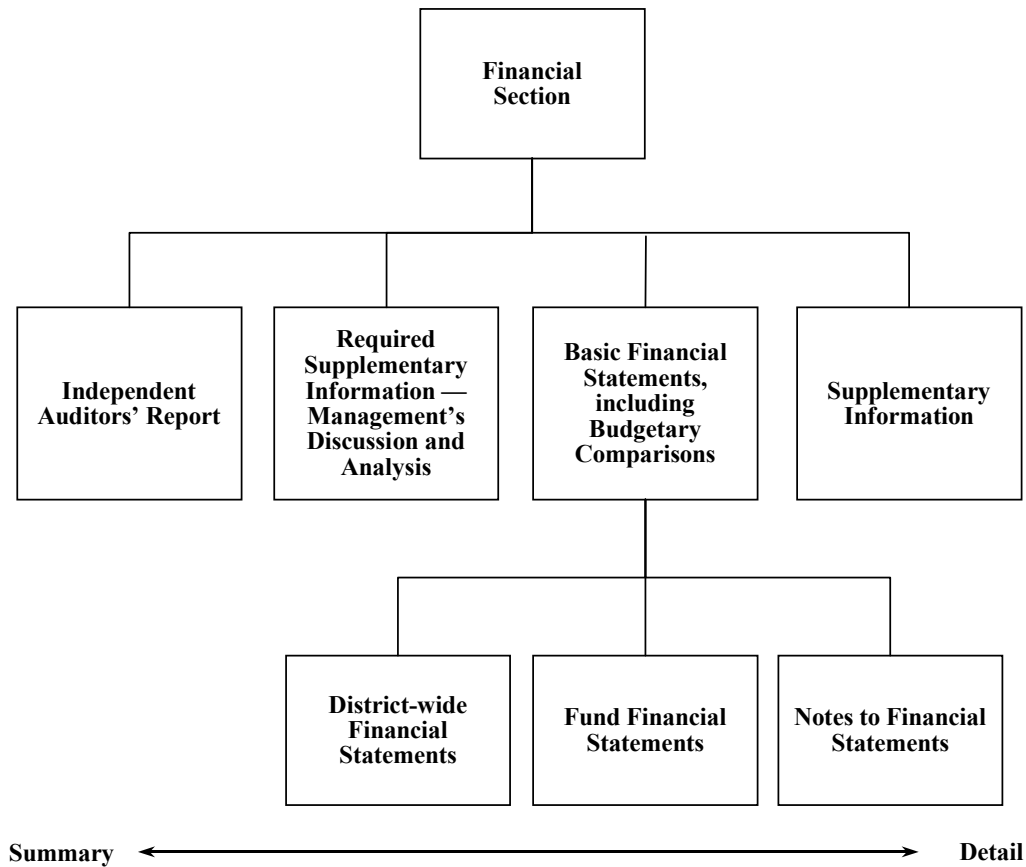 Financial
Section
Independent
Auditors’ Report
Required
Supplementary
Information —
Management’s
Discussion and
Analysis
Basic Financial
Statements,
including
Budgetary
Comparisons
Supplementary
Information
District-wide
Financial
Statements
Fund Financial
Statements
Notes to Financial
Statements
Summary
Detail